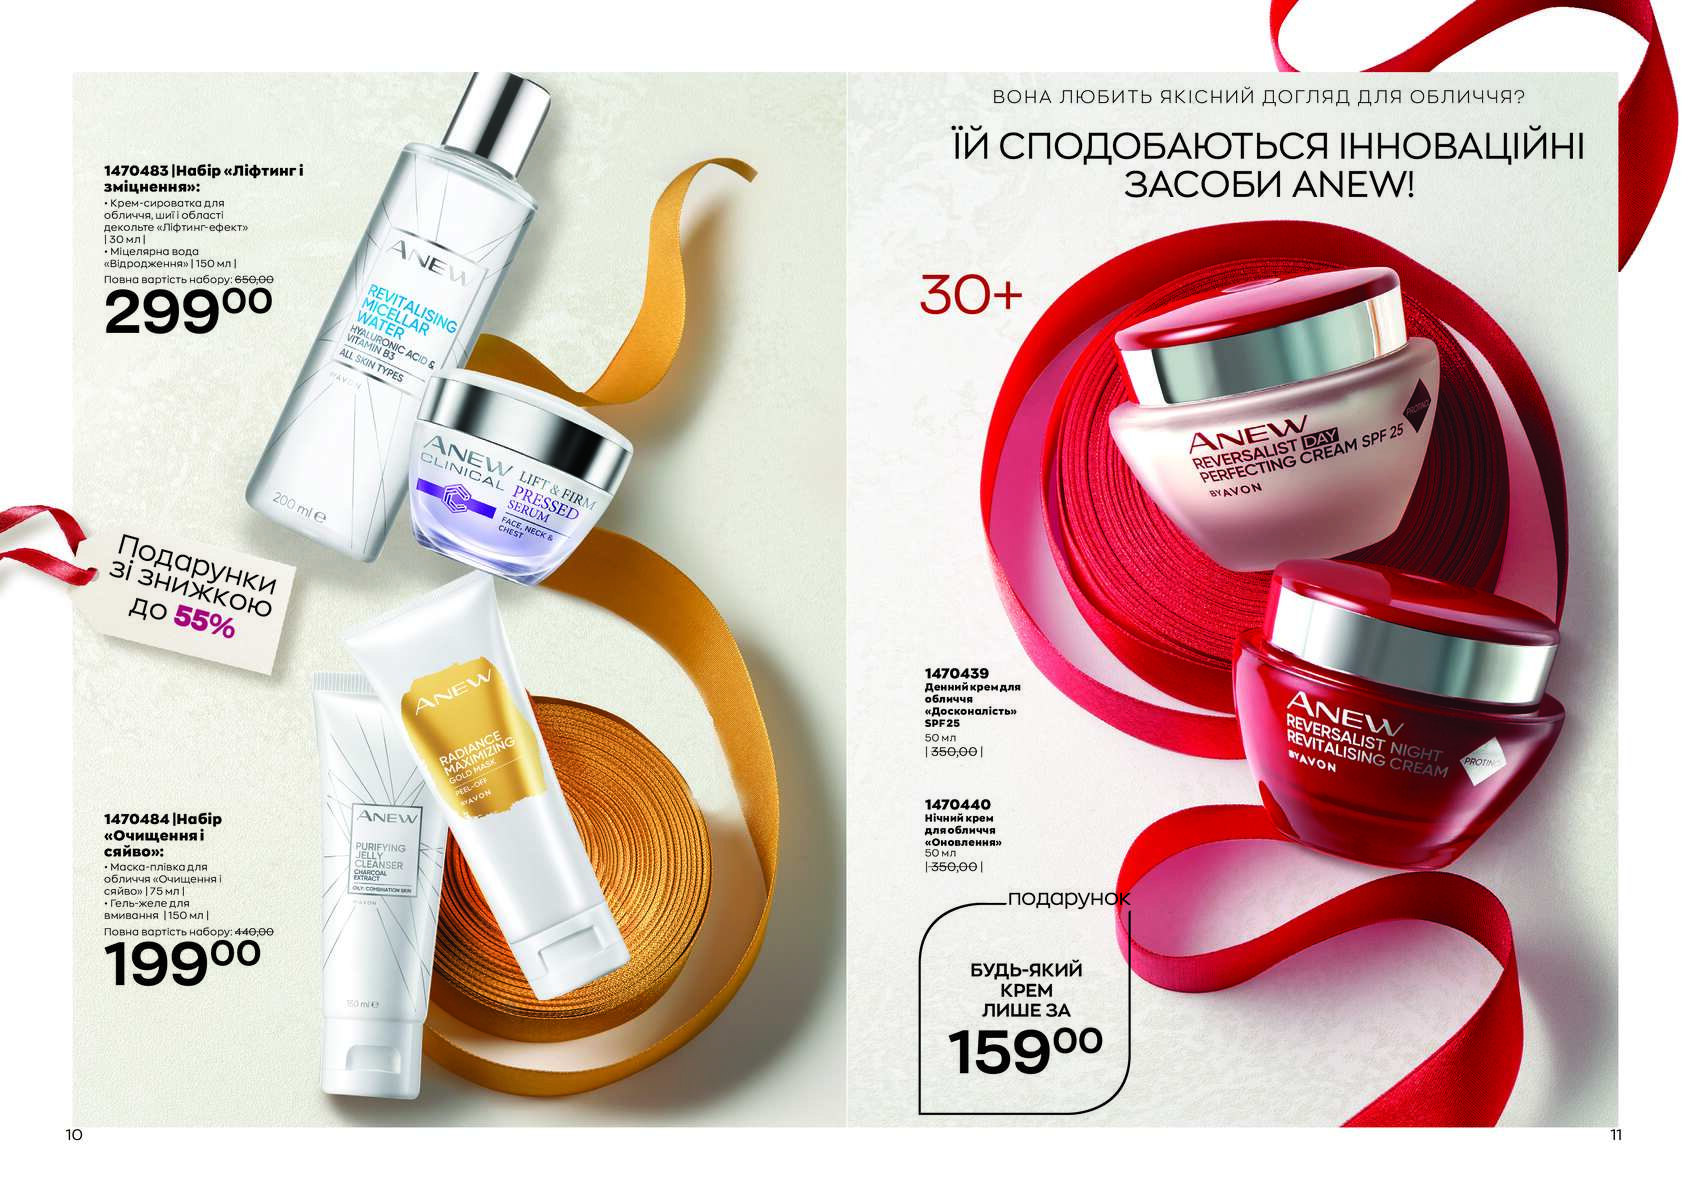 1470483 |Набір «Ліфтинг і
зміцнення»:
• Крем-сироватка для
обличчя, шиї і області
декольте «Ліфтинг-ефект»
| 30 мл |
• Міцелярна вода
«Відродження» | 150 мл |
Повна вартість набору: 650,00
299⁰⁰
ANEW
REVITALISING
MICELLAR
WATER
HYALURONIC ACID &
VITAMIN B3
ALL SKIN TYPES
BY AVON
200 ml e
ANEW
CLINICAL
LIFT & FIRM
PRESSED
SERUM
FACE, NECK &
CHEST
Подарунки
зі знижкою
до 55%
1470484 |Набір
«Очищення і
сяйво»:
• Маска-плівка для
обличчя «Очищення і
сяйво» | 75 мл |
• Гель-желе для
вмивання | 150 мл |
Повна вартість набору: 440,00
199⁰⁰
ANEW
RADIANCE
MAXIMIZING
GOLD MASK
PEEL-OFF
BY AVON
ANEW
PURIFYING
JELLY
CLEANSER
CHARCOAL
EXTRACT
OILY: COMBINATION SKIN
BY AVON
150 ml e
10
ВОНА ЛЮБИТЬ ЯКІСНИЙ ДОГЛЯД ДЛЯ ОБЛИЧЧЯ?
ЇЙ СПОДОБАЮТЬСЯ ІННОВАЦІЙНІ
ЗАСОБИ ANEW!
30+
ANEW
REVERSALIST DAY
PERFECTING CREAM SPF 25
BY AVON
PROTINOL
1470439
Денний крем для
обличчя
«Досконалість»
SPF 25
50 мл
| 350,00 |
ANEW
REVERSALIST NIGHT
REVITALISING CREAM
BY AVON
PROTINOL
1470440
Нічний крем
для обличчя
«Оновлення»
50 мл
| 350,00 |
подарунок
БУДЬ-ЯКИЙ
КРЕМ
ЛИШЕ ЗА
159⁰⁰
11